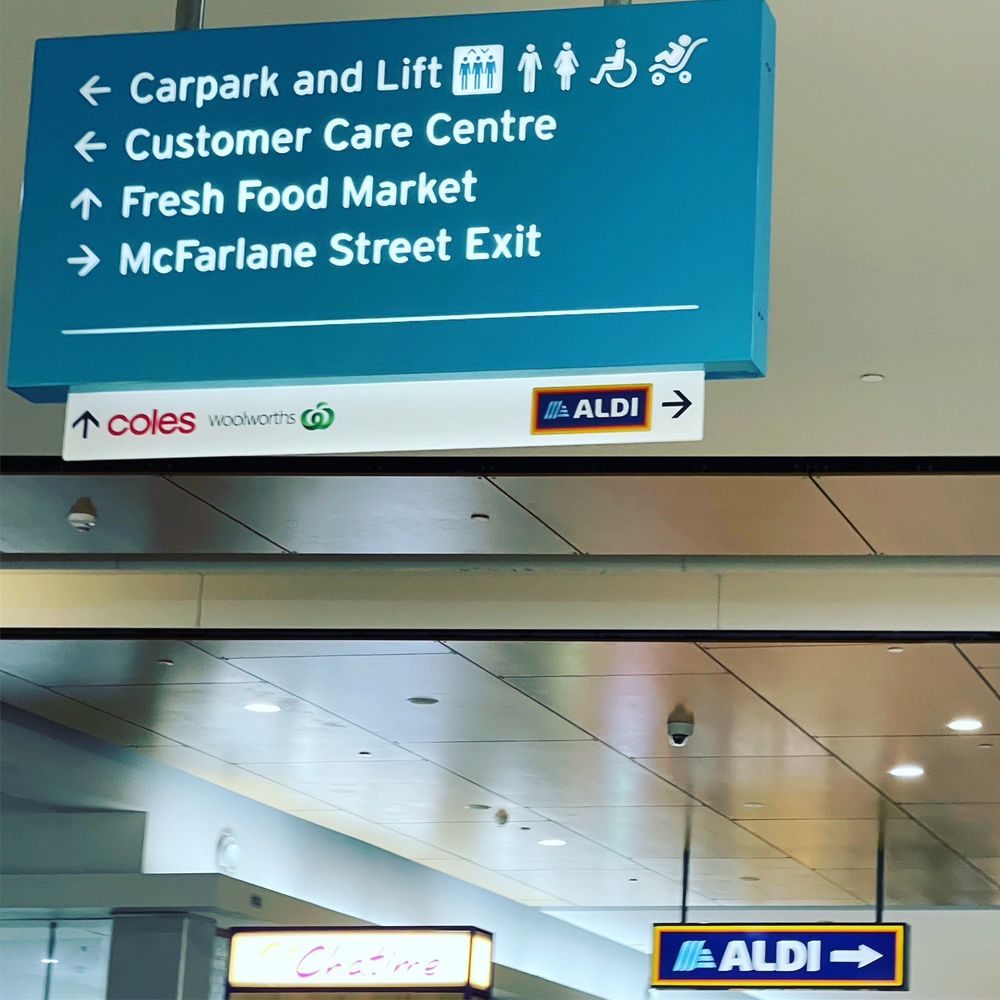 ← Carpark and Lift
← Customer Care Centre
↑ Fresh Food Market
→ McFarlane Street Exit
↑ coles woolworths ALDI →
Chatime
ALDI →